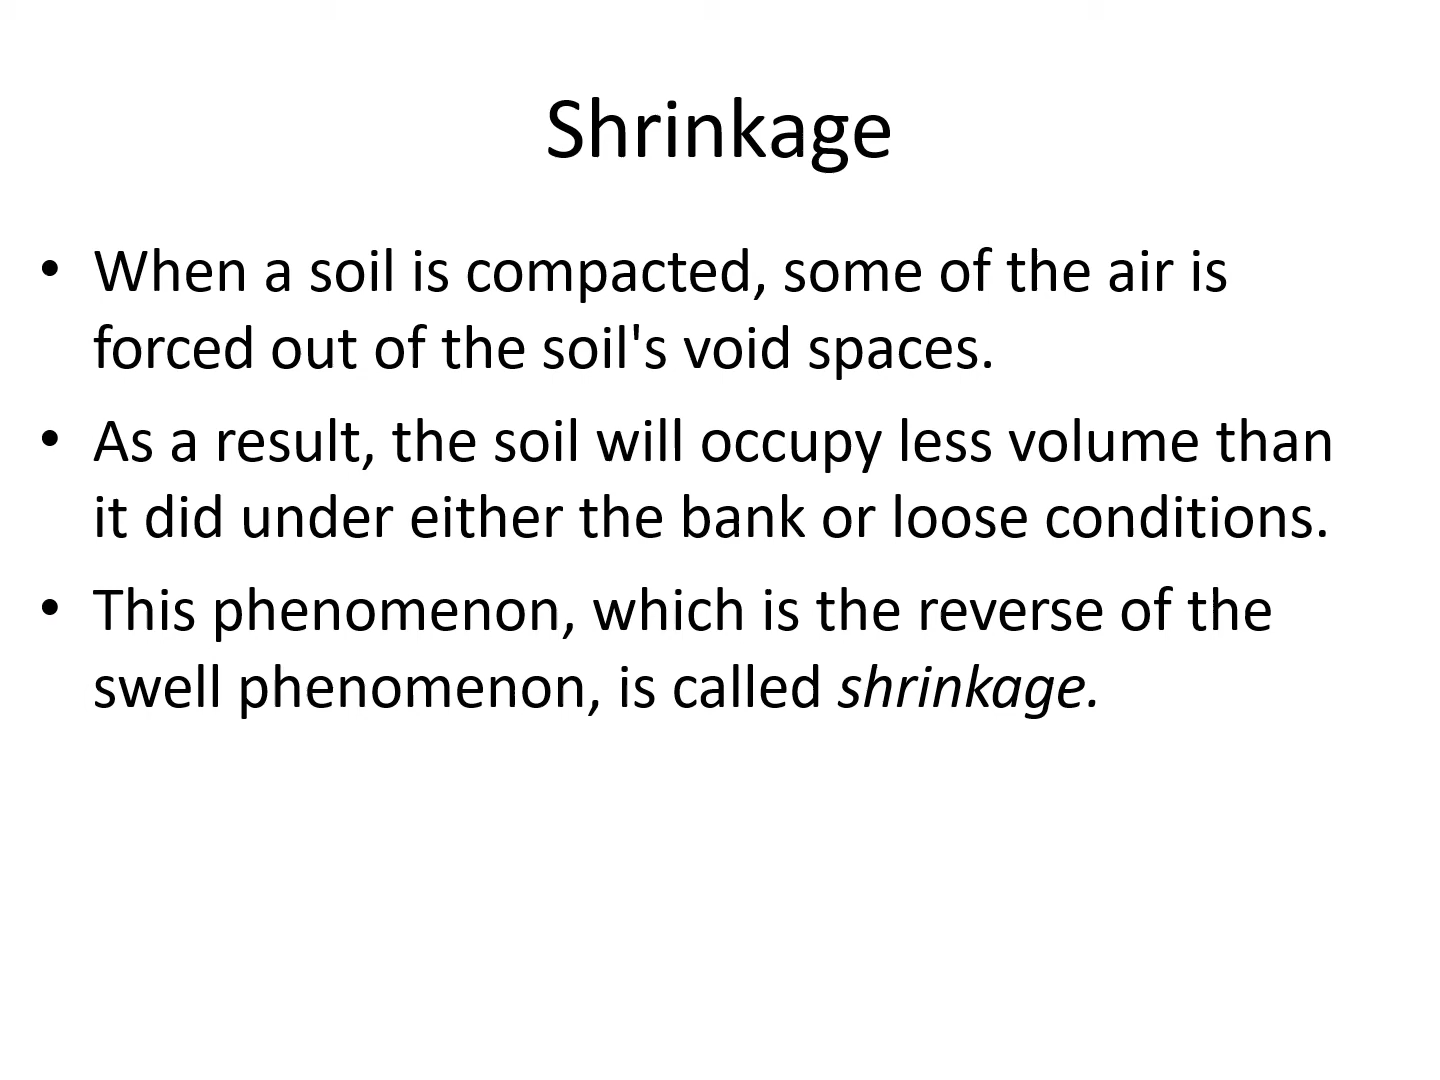 Shrinkage
• When a soil is compacted, some of the air is
forced out of the soil's void spaces.
• As a result, the soil will occupy less volume than
it did under either the bank or loose conditions.
• This phenomenon, which is the reverse of the
swell phenomenon, is called shrinkage.